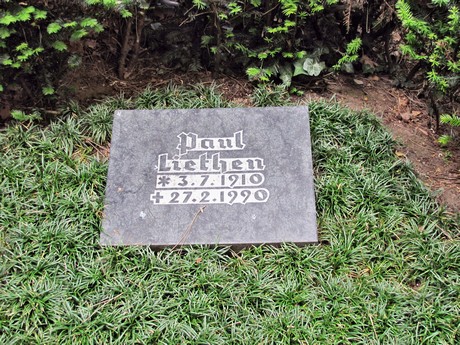 Paul
Liethen
* 3.7.1910
✝ 27.2.1990